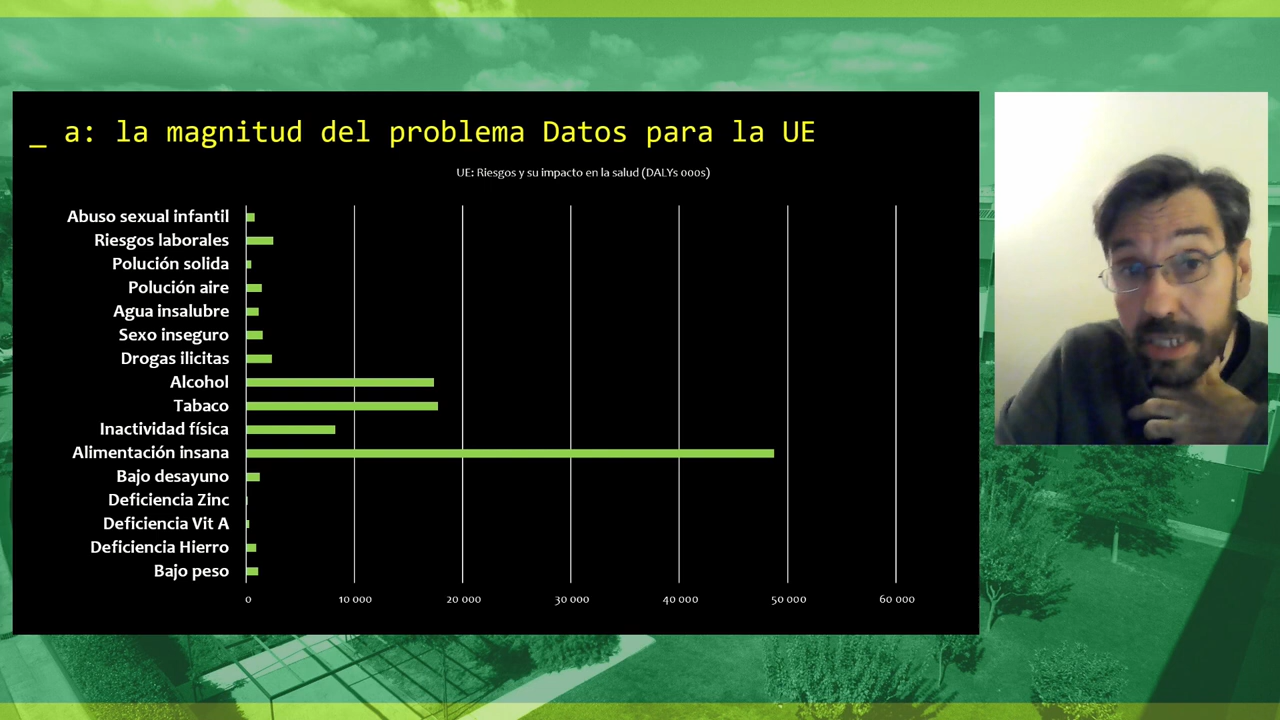 _ a: la magnitud del problema Datos para la UE
UE: Riesgos y su impacto en la salud (DALYs 000s)
Abuso sexual infantil
Riesgos laborales
Polución solida
Polución aire
Agua insalubre
Sexo inseguro
Drogas ilicitas
Alcohol
Tabaco
Inactividad física
Alimentación insana
Bajo desayuno
Deficiencia Zinc
Deficiencia Vit A
Deficiencia Hierro
Bajo peso
0 10 000 20 000 30 000 40 000 50 000 60 000